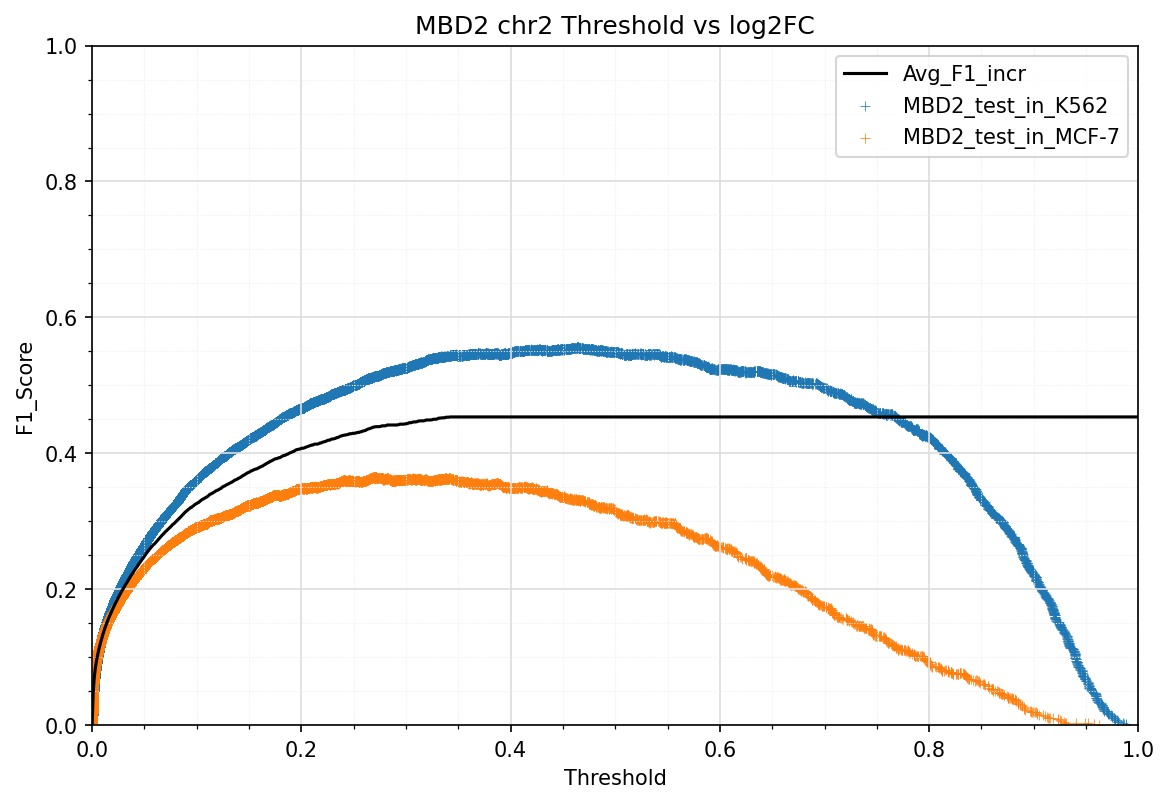 MBD2 chr2 Threshold vs log2FC
Avg_F1_incr
MBD2_test_in_K562
MBD2_test_in_MCF-7
F1_Score
1.0
0.8
0.6
0.4
0.2
0.0
0.0 0.2 0.4 0.6 0.8 1.0
Threshold